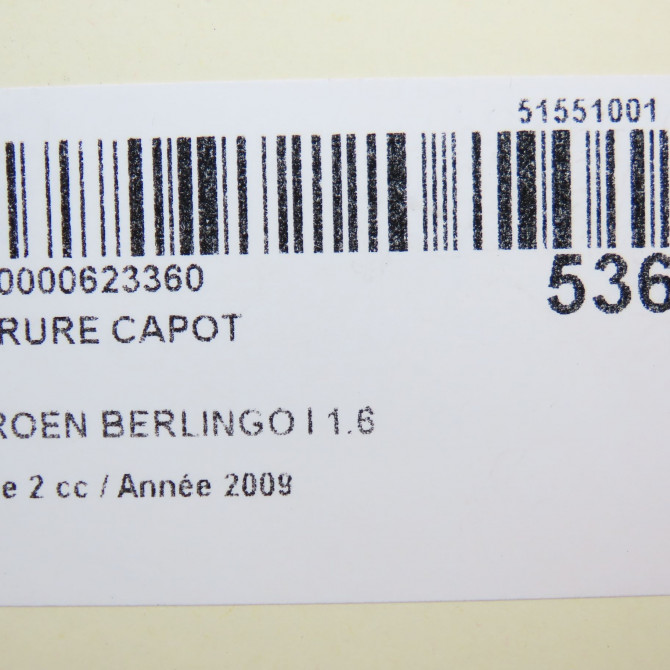 51551001
0000623360
536
RURE CAPOT
ROEN BERLINGO I 1.6
e 2 cc / Année 2009